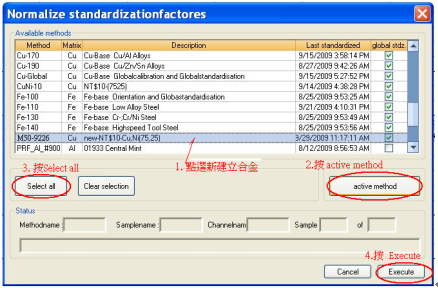 Normalize standardizationfactores
Available methods
Method Matrix Description Last standardized global stdz.
Cu-170 Cu Cu-Base Cu/Al Alloys 9/15/2009 3:58:14 PM
Cu-190 Cu Cu-Base Cu/Zn/Sn Alloys 8/27/2009 9:42:26 AM
Cu-Global Cu Cu-Base Globalcalibration and Globalstandardisation 9/15/2009 5:27:52 PM
CuNi-10 Cu NT$10-(7525) 9/14/2009 4:38:28 PM
Fe-100 Fe Fe-Base Orientation and Globastandardisation 8/25/2009 9:53:25 AM
Fe-110 Fe Fe-Base Low Alloy Steel 9/21/2009 4:10:31 PM
Fe-130 Fe Fe-Base Cr-;Cr/Ni Steel 8/25/2009 9:53:49 AM
Fe-140 Fe Fe-Base Highspeed Tool Steel 8/25/2009 9:53:56 AM
M50-9226 Cu new-NT$10-Cu,Ni(75,25) 9/29/2009 11:17:11 AM
PRF_Al_#900 Al 01933 Central Mint 8/12/2009 8:56:53 AM
3. 按Select all
1. 點選新建立合金
2.按 active method
Select all
Clear selection
active method
Status
Methodname :
Samplename :
Channelnam
Sample
of
4.按 Execute
Cancel
Execute